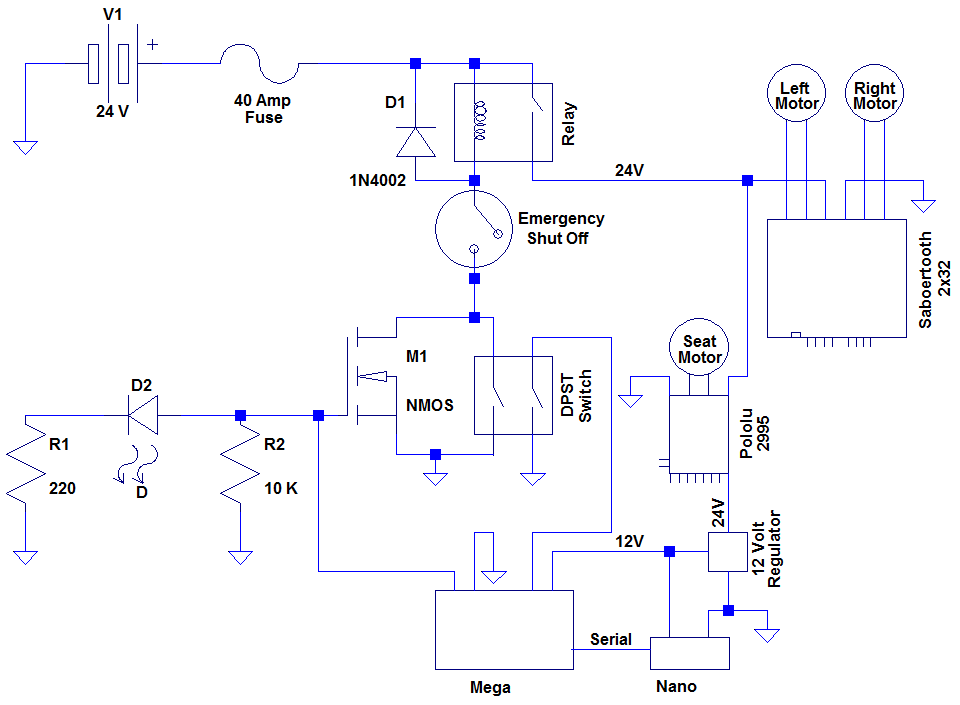 V1
+
24 V
40 Amp
Fuse
D1
1N4002
Relay
24V
Left
Motor
Right
Motor
Emergency
Shut Off
Saboertooth
2x32
M1
NMOS
DPST
Switch
Seat
Motor
Pololu
2995
D2
D
R1
220
R2
10 K
24V
12 Volt
Regulator
12V
Serial
Mega
Nano